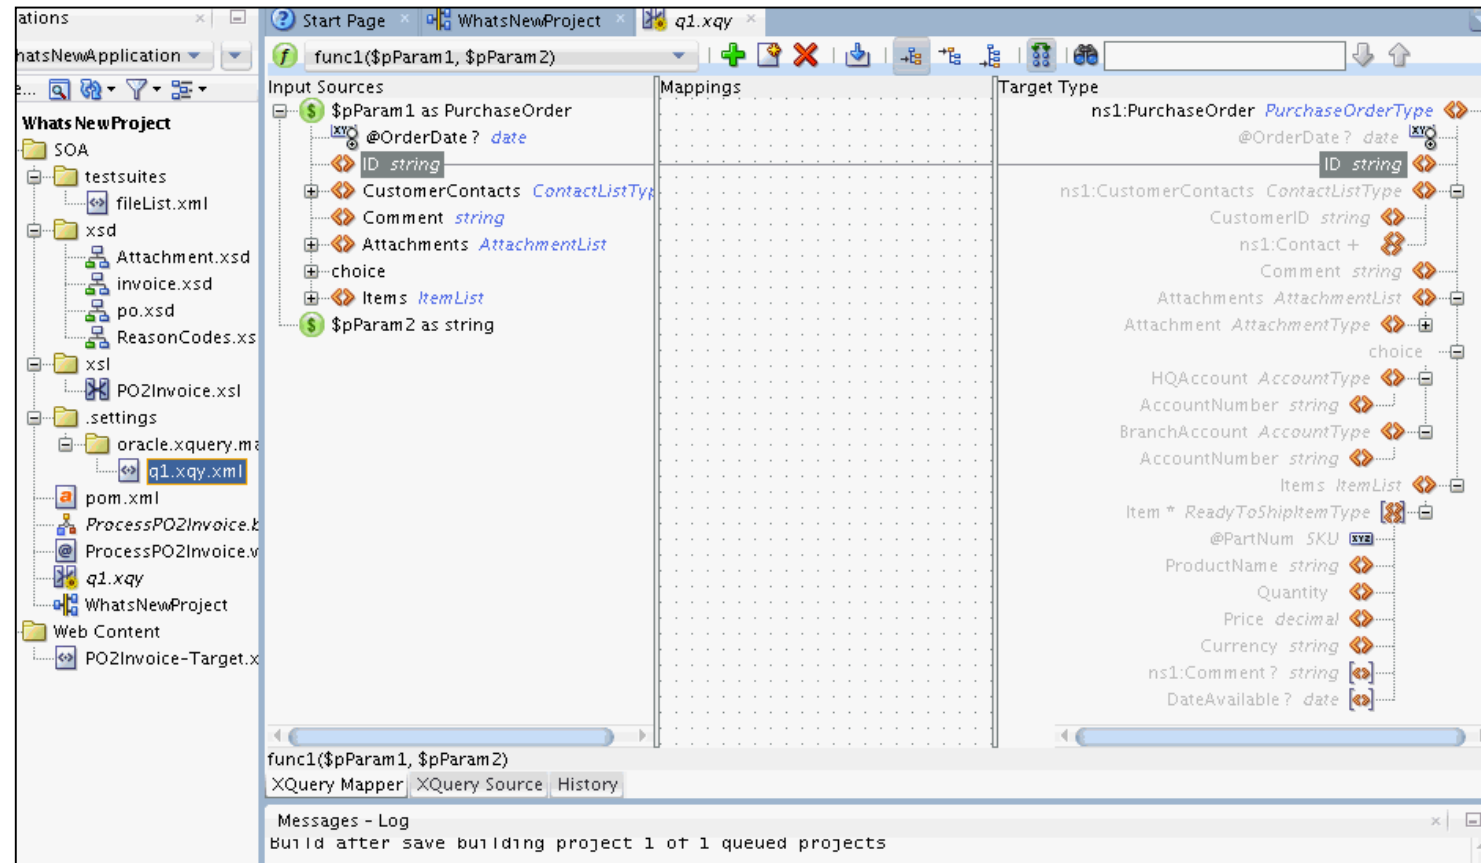 ations
Start Page
WhatsNewProject
q1.xqy
hatsNewApplication
func1($pParam1, $pParam2)
e...
Input Sources
Mappings
Target Type
WhatsNewProject
SOA
testsuites
fileList.xml
xsd
Attachment.xsd
invoice.xsd
po.xsd
ReasonCodes.xs
xsl
PO2Invoice.xsl
.settings
oracle.xquery.ma
q1.xqy.xml
pom.xml
ProcessPO2Invoice.b
ProcessPO2Invoice.w
q1.xqy
WhatsNewProject
Web Content
PO2Invoice-Target.x
$pParam1 as PurchaseOrder
@OrderDate? date
ID string
CustomerContacts ContactListTyp
Comment string
Attachments AttachmentList
choice
Items ItemList
$pParam2 as string
ns1:PurchaseOrder PurchaseOrderType
@OrderDate? date
ID string
ns1:CustomerContacts ContactListType
CustomerID string
ns1:Contact +
Comment string
Attachments AttachmentList
Attachment AttachmentType
choice
HQAccount AccountType
AccountNumber string
BranchAccount AccountType
AccountNumber string
Items ItemList
Item * ReadyToShipItemType
@PartNum SKU
ProductName string
Quantity
Price decimal
Currency string
ns1:Comment? string
DateAvailable? date
func1($pParam1, $pParam2)
XQuery Mapper XQuery Source History
Messages - Log
Build after save building project 1 of 1 queued projects